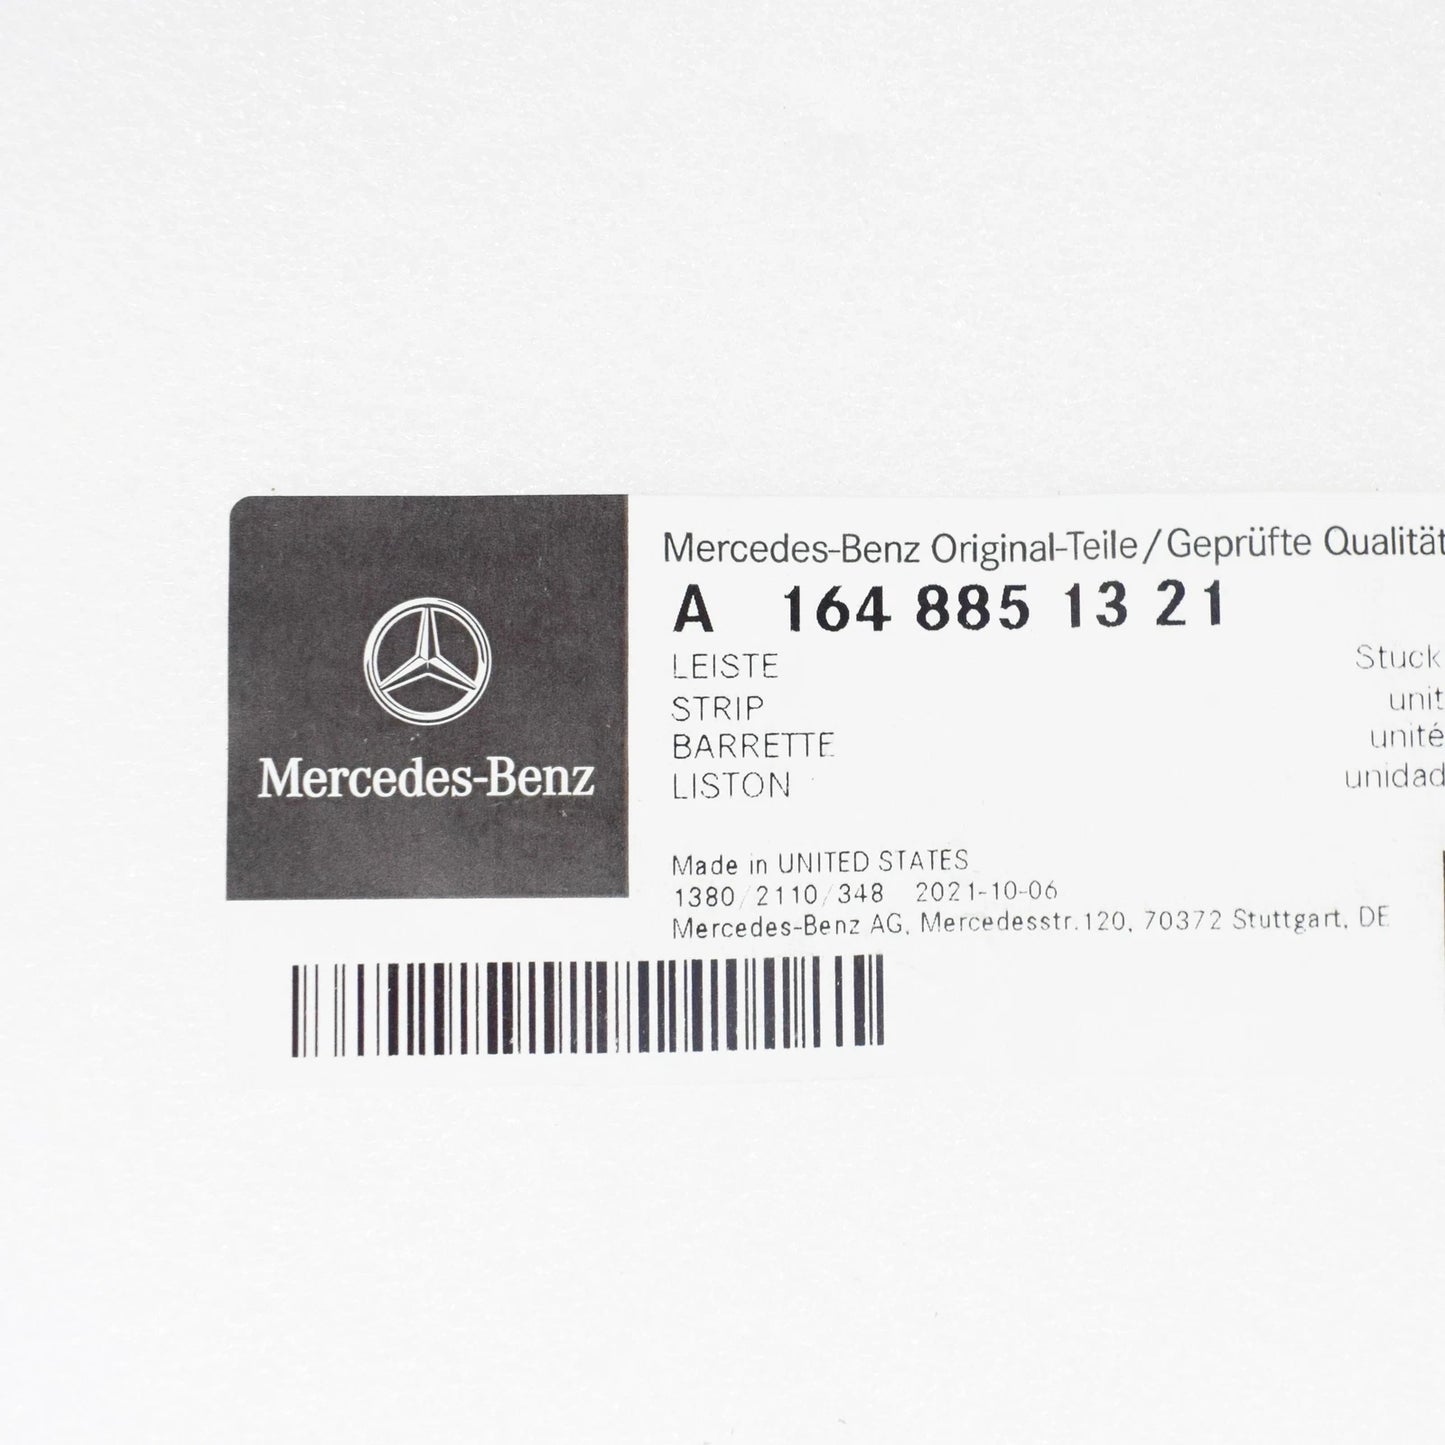 Mercedes-Benz
Mercedes-Benz Original-Teile/Geprüfte Qualität
A 164 885 13 21
LEISTE Stuck
STRIP unit
BARRETTE unité
LISTON unidad
Made in UNITED STATES
1380/2110/348 2021-10-06
Mercedes-Benz AG, Mercedesstr.120, 70372 Stuttgart, DE